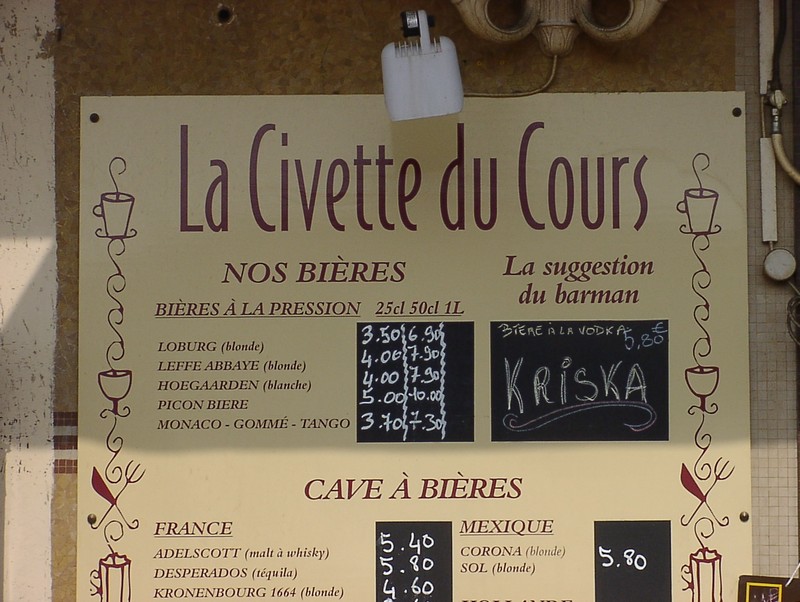 La Civette du Cours
NOS BIÈRES
BIÈRES À LA PRESSION 25cl 50cl 1L
LOBURG (blonde) 3.50 6.90
LEFFE ABBAYE (blonde) 4.00 7.90
HOEGAARDEN (blanche) 4.00 7.90
PICON BIERE 5.00 10.00
MONACO - GOMMÉ - TANGO 3.70 7.30
La suggestion
du barman
BIERE À LA VODKA
5,80 €
KRISKA
CAVE À BIÈRES
FRANCE
ADELSCOTT (malt à whisky) 5.40
DESPERADOS (téquila) 5.80
KRONENBOURG 1664 (blonde) 4.60
MEXIQUE
CORONA (blonde) 5.80
SOL (blonde)
HOLLANDE